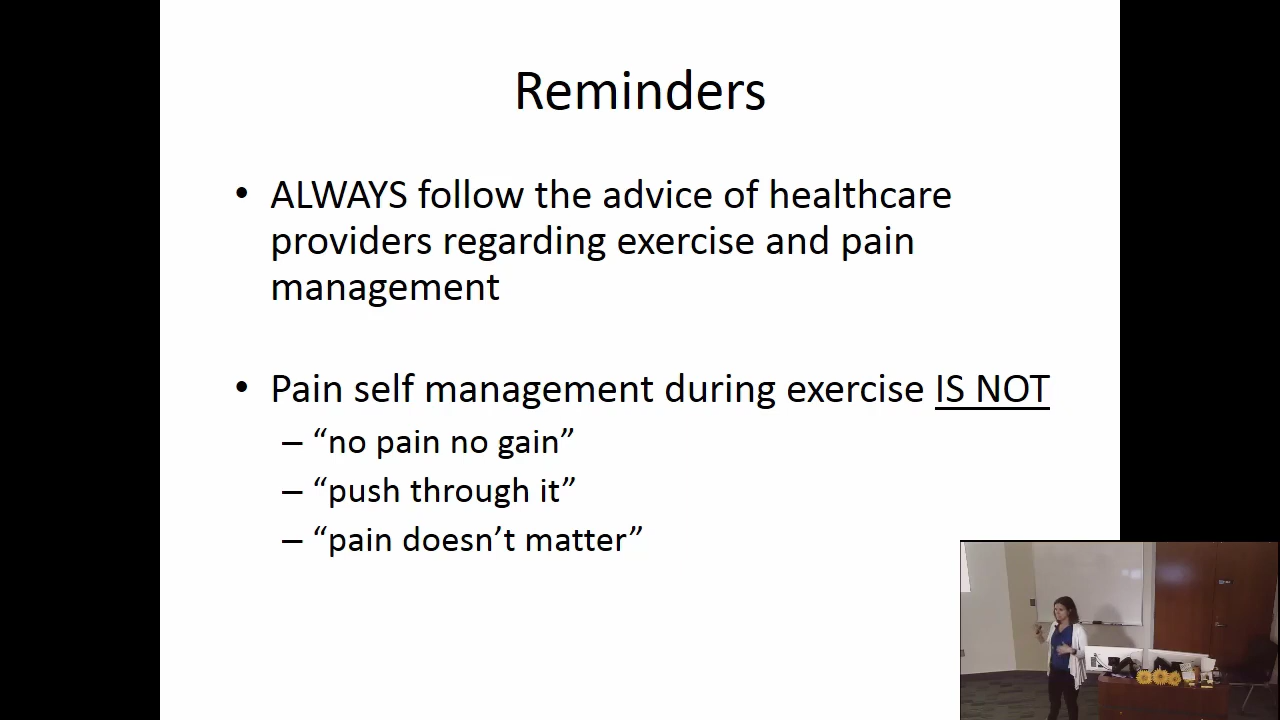 Reminders
• ALWAYS follow the advice of healthcare
providers regarding exercise and pain
management
• Pain self management during exercise IS NOT
– “no pain no gain”
– “push through it”
– “pain doesn’t matter”